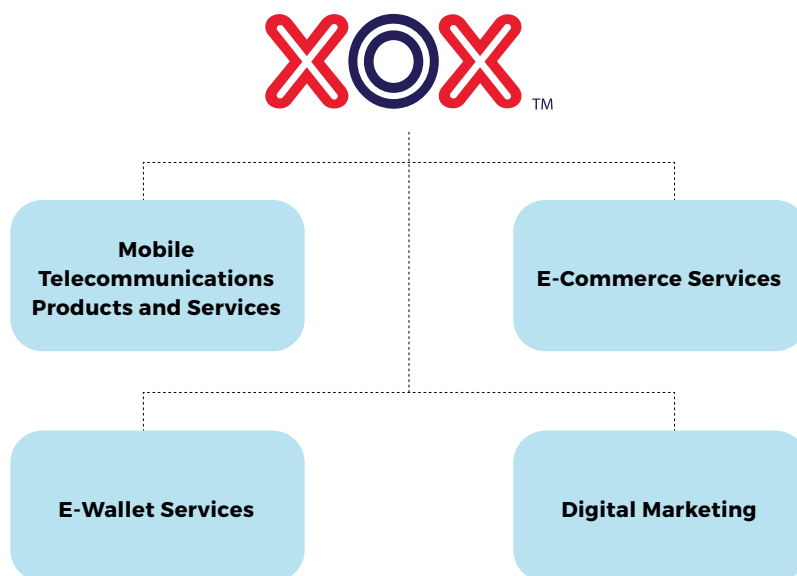 XOX
TM
Mobile
Telecommunications
Products and Services
E-Commerce Services
E-Wallet Services
Digital Marketing